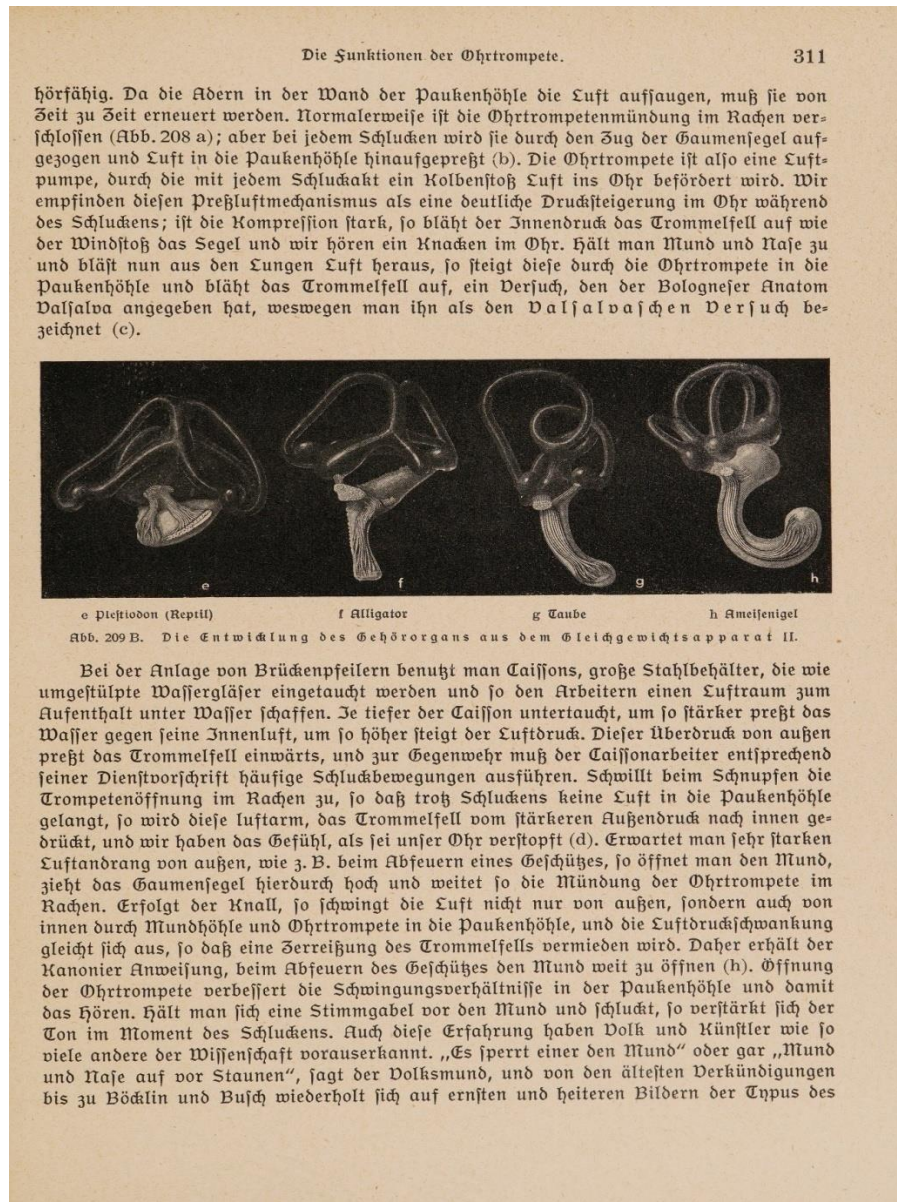 Die Funktionen der Ohrtrompete. 311
hörfähig. Da die Adern in der Wand der Paukenhöhle die Luft aufsaugen, muß sie von
Zeit zu Zeit erneuert werden. Normalerweise ist die Ohrtrompetenmündung im Rachen ver-
schlossen (Abb. 208 a); aber bei jedem Schlucken wird sie durch den Zug der Gaumensegel auf-
gezogen und Luft in die Paukenhöhle hinaufgepreßt (b). Die Ohrtrompete ist also eine Luft-
pumpe, durch die mit jedem Schluckakt ein Kolbenstoß Luft ins Ohr befördert wird. Wir
empfinden diesen Preßluftmechanismus als eine deutliche Drucksteigerung im Ohr während
des Schluckens; ist die Kompression stark, so bläht der Innendruck das Trommelfell auf wie
der Windstoß das Segel und wir hören ein Knacken im Ohr. Hält man Mund und Nase zu
und bläst nun aus den Lungen Luft heraus, so steigt diese durch die Ohrtrompete in die
Paukenhöhle und bläht das Trommelfell auf, ein Versuch, den der Bologneser Anatom
Valsalva angegeben hat, weswegen man ihn als den Valsalvaschen Versuch be-
zeichnet (c).
e f g h
e Plestiodon (Reptil) f Alligator g Taube h Ameisenigel
Abb. 209 B. Die Entwicklung des Gehörorgans aus dem Gleichgewichtsapparat II.
Bei der Anlage von Brückenpfeilern benutzt man Caissons, große Stahlbehälter, die wie
umgestülpte Wassergläser eingetaucht werden und so den Arbeitern einen Luftraum zum
Aufenthalt unter Wasser schaffen. Je tiefer der Caisson untertaucht, um so stärker preßt das
Wasser gegen seine Innenluft, um so höher steigt der Luftdruck. Dieser Überdruck von außen
preßt das Trommelfell einwärts, und zur Gegenwehr muß der Caissonarbeiter entsprechend
seiner Dienstvorschrift häufige Schluckbewegungen ausführen. Schwillt beim Schnupfen die
Trompetenöffnung im Rachen zu, so daß trotz Schluckens keine Luft in die Paukenhöhle
gelangt, so wird diese luftarm, das Trommelfell vom stärkeren Außendruck nach innen ge-
drückt, und wir haben das Gefühl, als sei unser Ohr verstopft (d). Erwartet man sehr starken
Luftandrang von außen, wie z. B. beim Abfeuern eines Geschützes, so öffnet man den Mund,
zieht das Gaumensegel hierdurch hoch und weitet so die Mündung der Ohrtrompete im
Rachen. Erfolgt der Knall, so schwingt die Luft nicht nur von außen, sondern auch von
innen durch Mundhöhle und Ohrtrompete in die Paukenhöhle, und die Luftdruckschwankung
gleicht sich aus, so daß eine Zerreißung des Trommelfells vermieden wird. Daher erhält der
Kanonier Anweisung, beim Abfeuern des Geschützes den Mund weit zu öffnen (h). Öffnung
der Ohrtrompete verbessert die Schwingungsverhältnisse in der Paukenhöhle und damit
das Hören. Hält man sich eine Stimmgabel vor den Mund und schluckt, so verstärkt sich der
Ton im Moment des Schluckens. Auch diese Erfahrung haben Volk und Künstler wie so
viele andere der Wissenschaft vorauserkannt. „Es sperrt einer den Mund“ oder gar „Mund
und Nase auf vor Staunen“, sagt der Volksmund, und von den ältesten Verkündigungen
bis zu Böcklin und Busch wiederholt sich auf ernsten und heiteren Bildern der Typus des